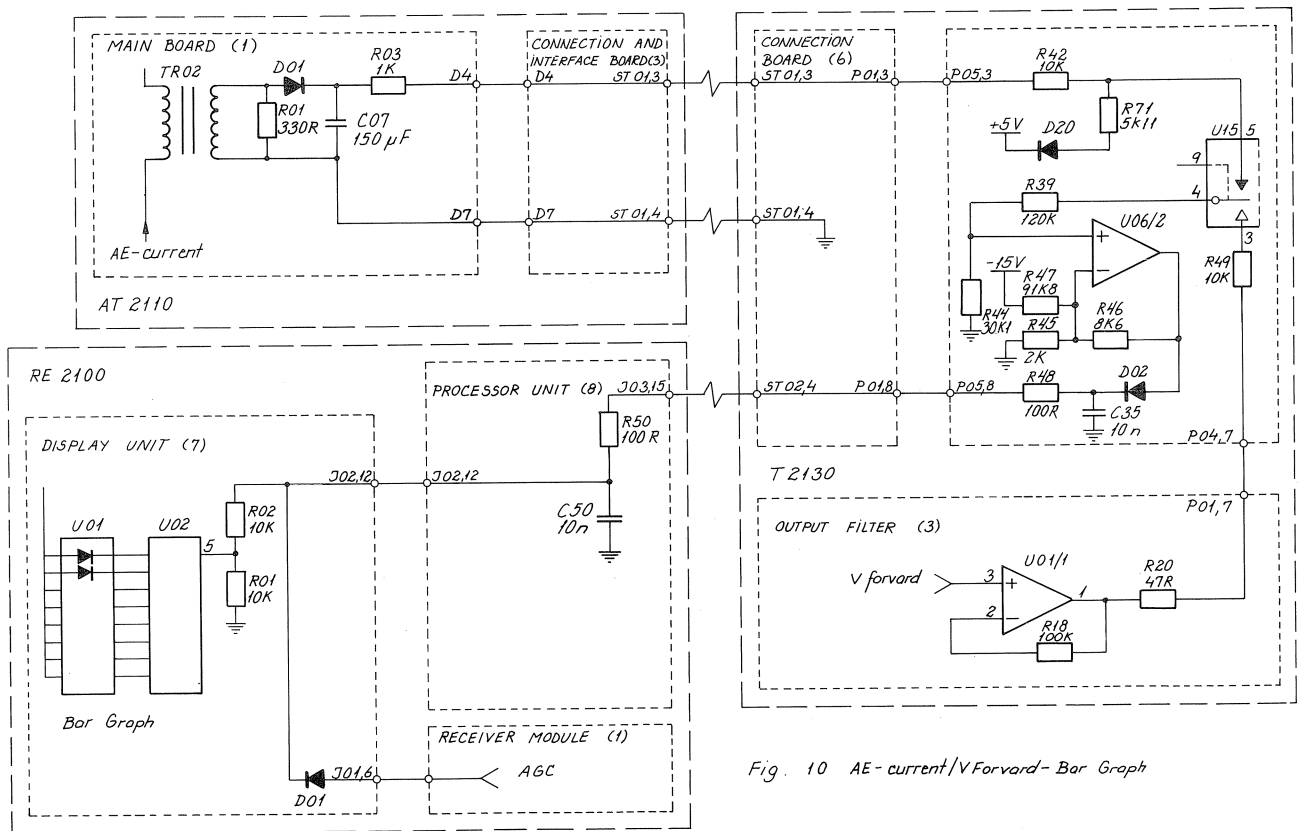 MAIN BOARD (1)
TR02
D01
R01
330R
C07
150 µF
R03
1K
D4
D7
AE-current
AT 2110
CONNECTION AND
INTERFACE BOARD(3)
D4
ST 01,3
D7
ST 01,4
CONNECTION
BOARD (6)
ST 01,3
P01,3
ST 01,4
ST 02,4
P01,8
P05,3
R42
10K
R71
5K11
+5V
D20
U15
5
9
4
3
R39
120K
U06/2
+
−
-15V
R47
91K8
R44
30K1
R45
2K
R46
8K6
R49
10K
P05,8
R48
100R
D02
C35
10n
P04,7
T 2130
P01,7
OUTPUT FILTER (3)
V forvard
3
+
2
−
U01/1
1
R18
100K
R20
47R
RE 2100
DISPLAY UNIT (7)
U01
U02
5
R02
10K
R01
10K
Bar Graph
J02,12
J01,6
D01
PROCESSOR UNIT (8)
J03,15
R50
100R
J02,12
C50
10n
RECEIVER MODULE (1)
AGC
Fig. 10 AE-current/V Forvard-Bar Graph